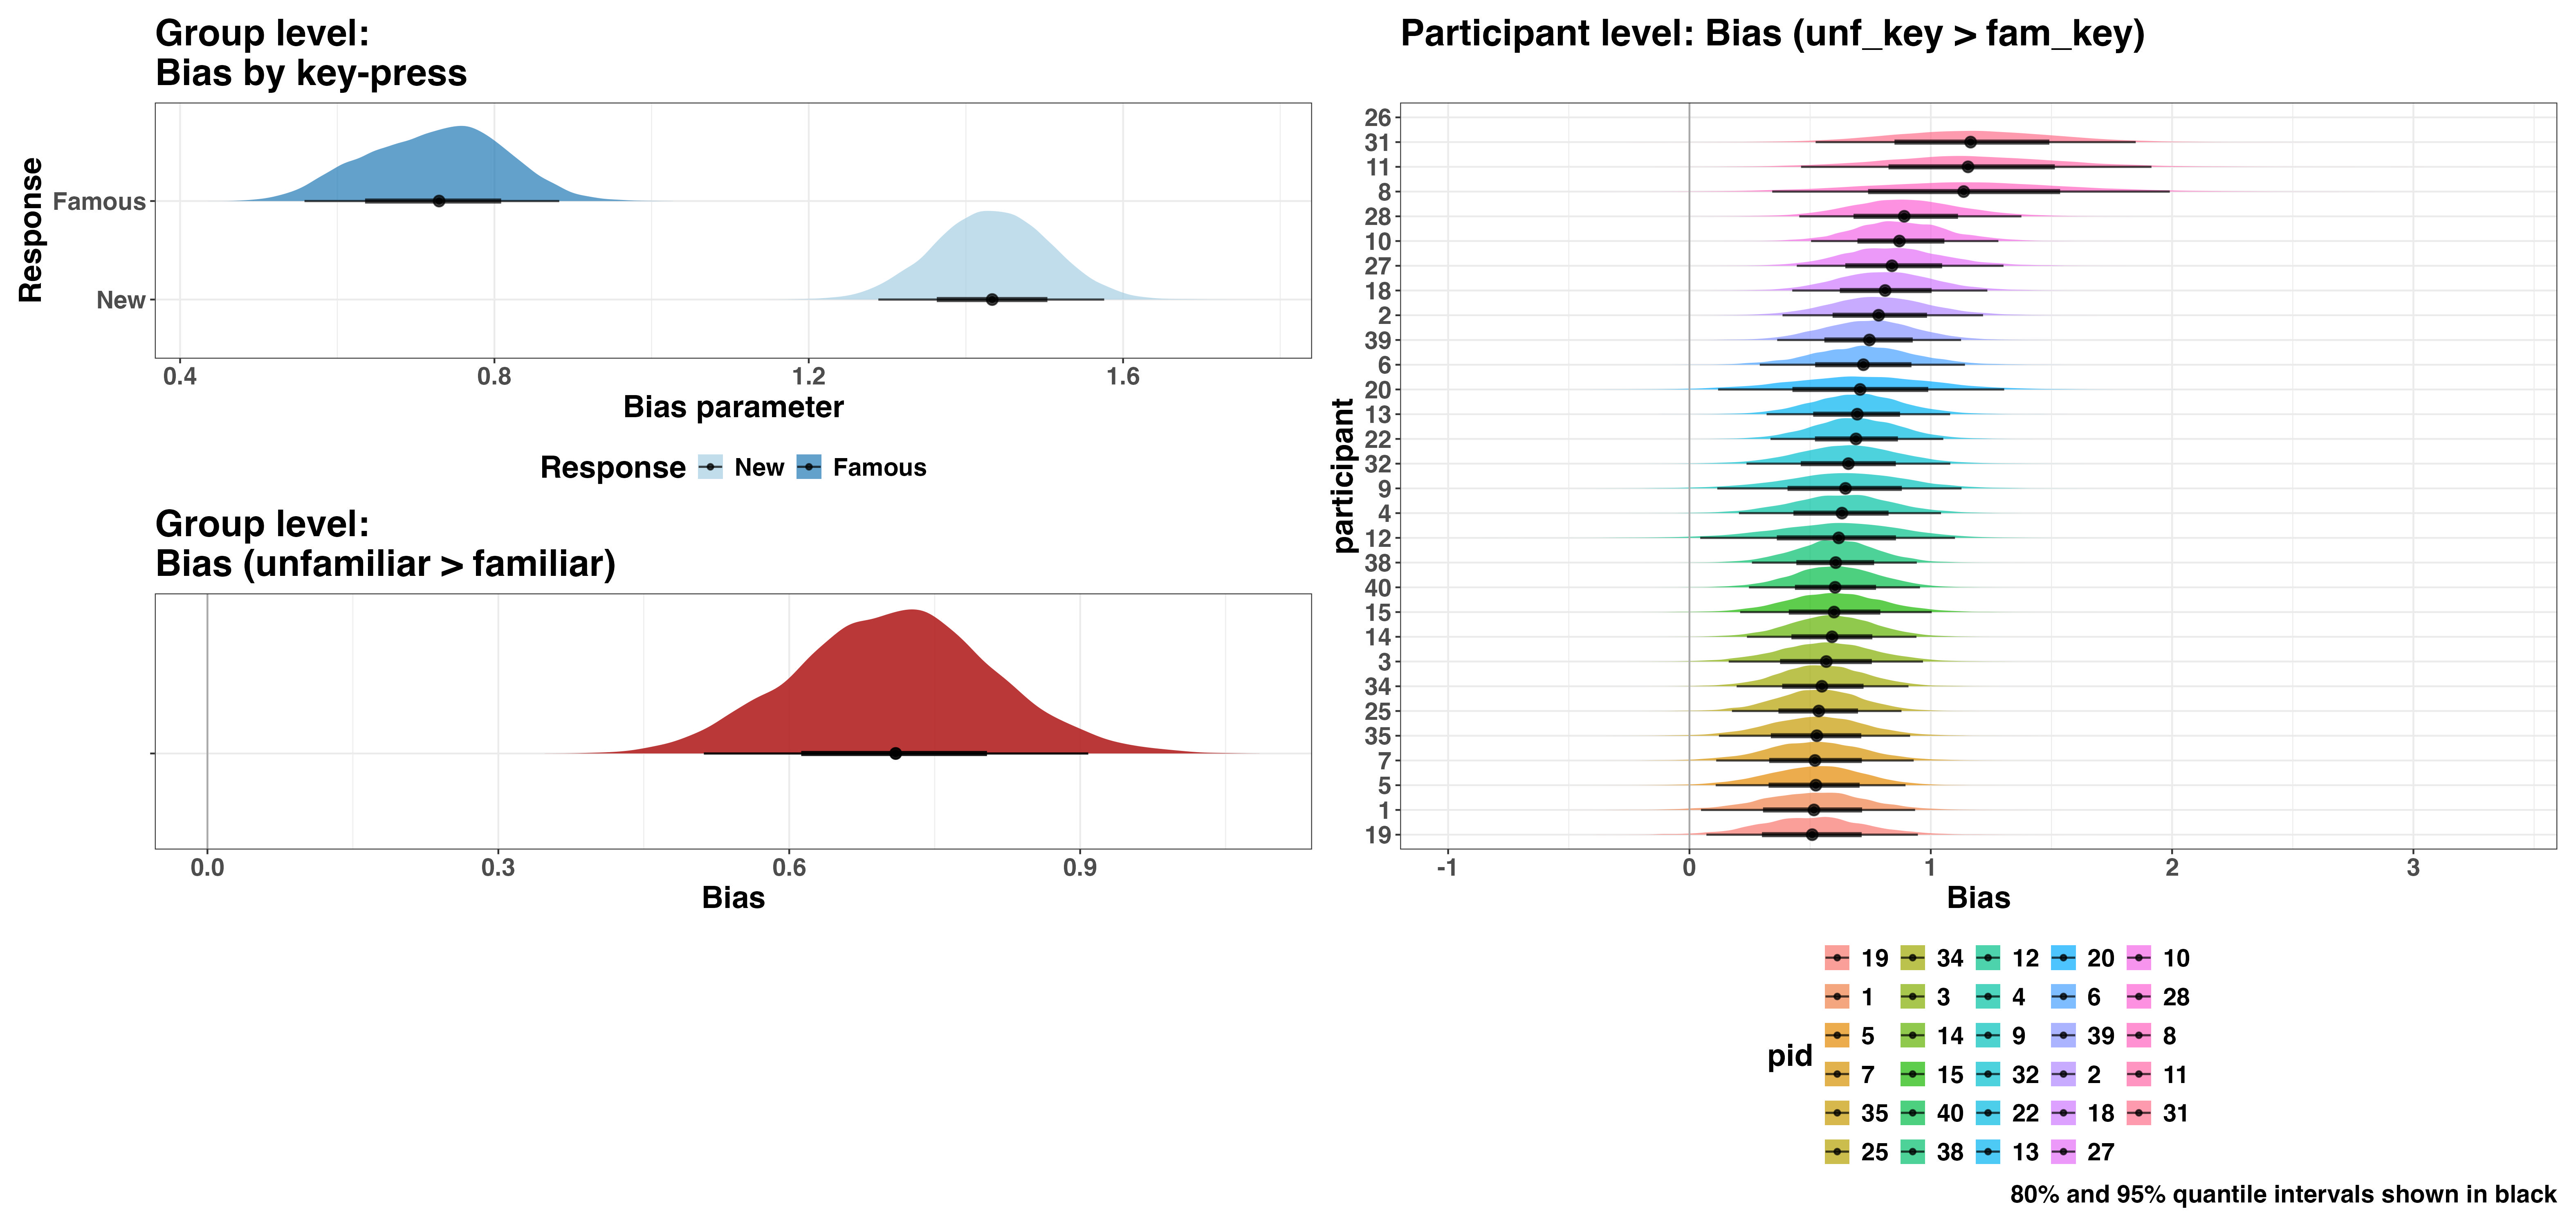 Group level:
Bias by key-press
Response
Famous
New
0.4 0.8 1.2 1.6
Bias parameter
Response New Famous
Group level:
Bias (unfamiliar > familiar)
0.0 0.3 0.6 0.9
Bias
Participant level: Bias (unf_key > fam_key)
participant
26
31
11
8
28
10
27
18
2
39
6
20
13
22
32
9
4
12
38
40
15
14
3
34
25
35
7
5
1
19
-1 0 1 2 3
Bias
pid
19 34 12 20 10
1 3 4 6 28
5 14 9 39 8
7 15 32 2 11
35 40 22 18 31
25 38 13 27
80% and 95% quantile intervals shown in black